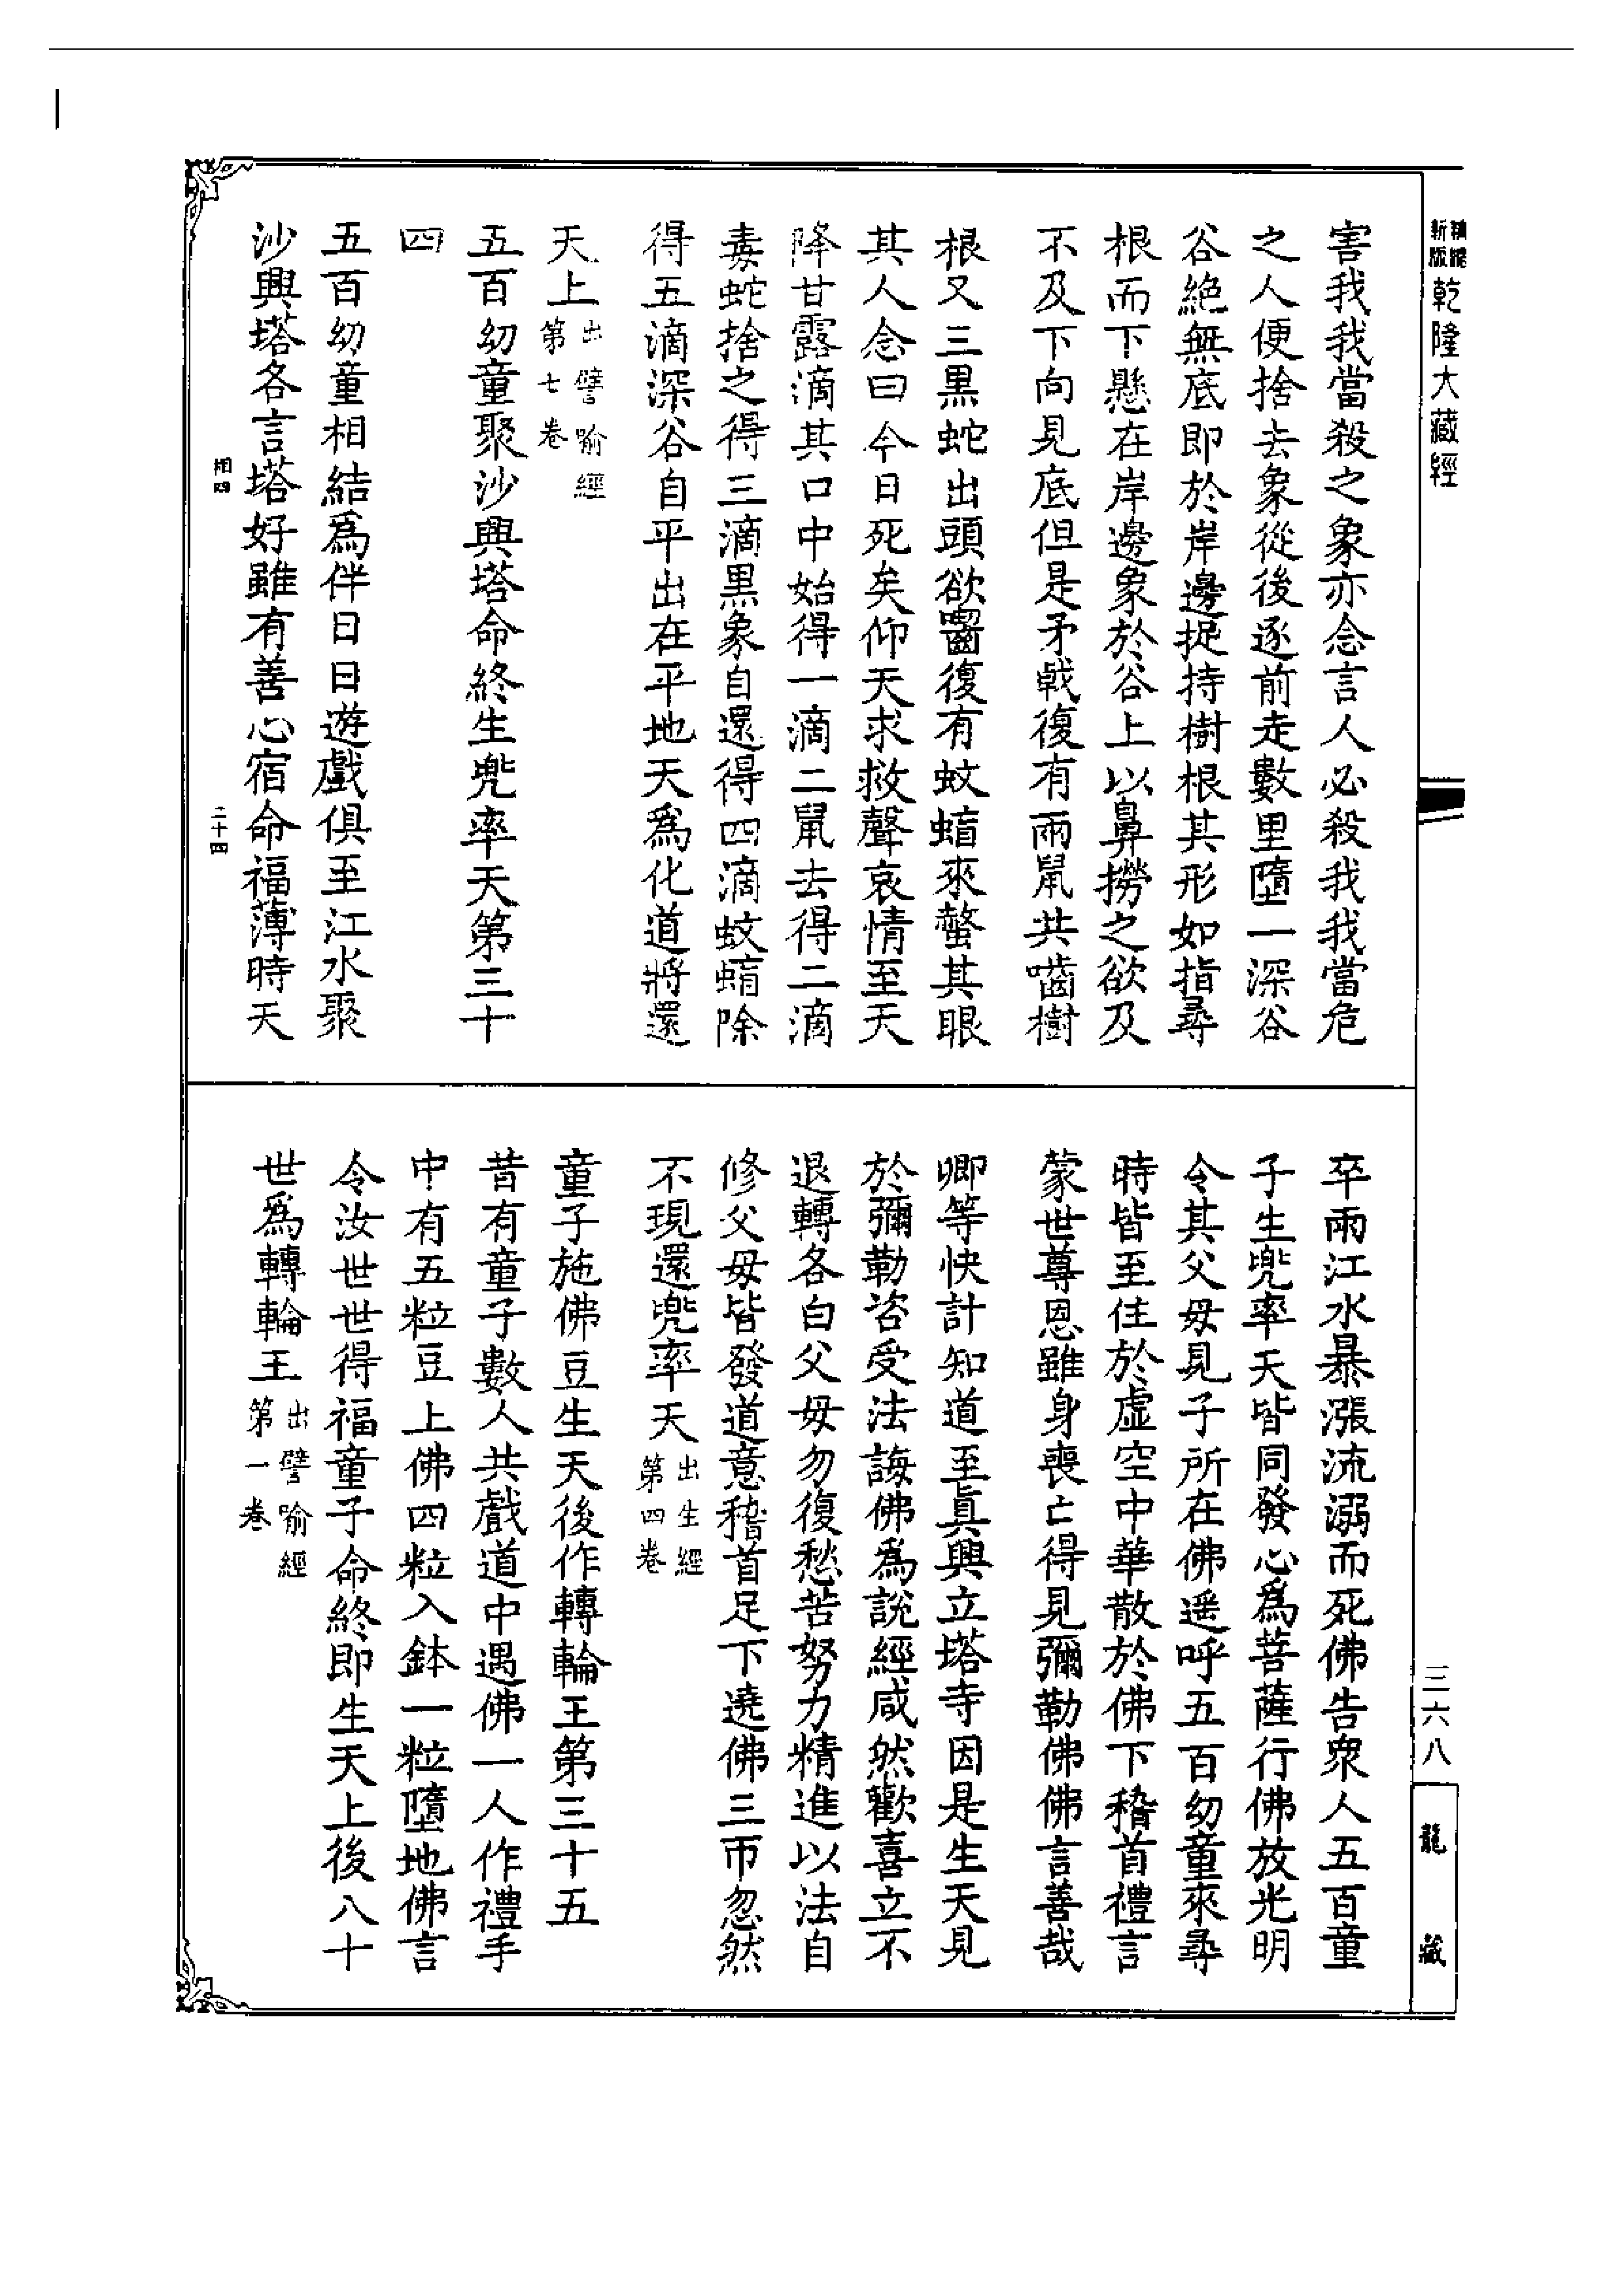 精縮新版乾隆大藏經
害我我當殺之象亦念言人必殺我我當危
之人便捨去象從後逐前走數里墮一深谷
谷絶無底即於岸邊捉持樹根其形如指尋
根而下懸在岸邊象於谷上以鼻撈之欲及
不及下向見底但是矛戟復有兩鼠共嚙樹
根又三黑蛇出頭欲齧復有蚊蝱來螫其眼
其人念曰今日死矣仰天求救聲哀情至天
降甘露滴其口中始得一滴二鼠去得二滴
毒蛇捨之得三滴黑象自還得四滴蚊蝱除
得五滴深谷自平出在平地天為化道將還
天上出譬喻經第七卷
五百幼童聚沙興塔命終生兜率天第三十
四
五百幼童相結為伴日日遊戲俱至江水聚
沙興塔各言塔好雖有善心宿命福薄時天
相四
二十四
卒雨江水暴漲流溺而死佛告衆人五百童
子生兜率天皆同發心為菩薩行佛放光明
令其父母見子所在佛遥呼五百幼童來尋
時皆至住於虛空中華散於佛下稽首禮言
蒙世尊恩雖身喪亡得見彌勒佛佛言善哉
卿等快計知道至真興立塔寺因是生天見
於彌勒咨受法誨佛為說經咸然歡喜立不
退轉各白父母勿復愁苦努力精進以法自
修父母皆發道意稽首足下遶佛三帀忽然
不現還兜率天出生經第四卷
童子施佛豆生天後作轉輪王第三十五
昔有童子數人共戲道中遇佛一人作禮手
中有五粒豆上佛四粒入鉢一粒墮地佛言
令汝世世得福童子命終即生天上後八十
世為轉輪王出譬喻經第一卷
三六八
龍藏